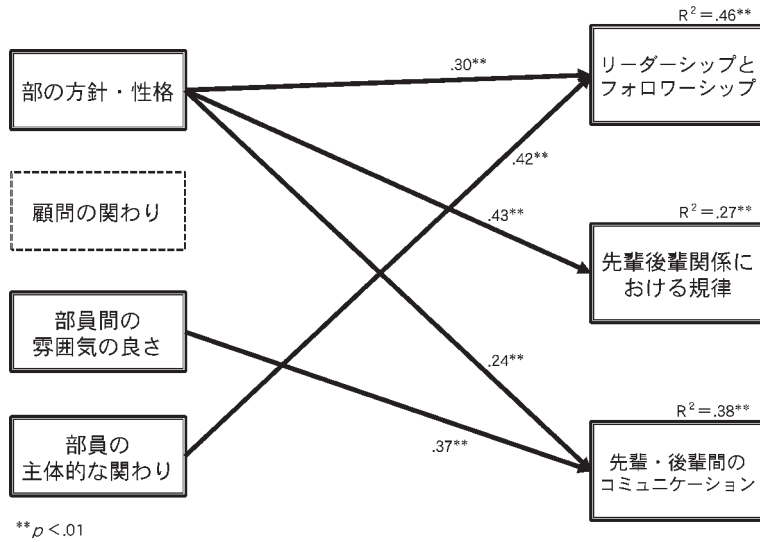 R²=.46**
部の方針・性格
.30**
リーダーシップと
フォロワーシップ
.42**
顧問の関わり
.43**
R²=.27**
先輩後輩関係に
おける規律
部員間の
雰囲気の良さ
.24**
R²=.38**
部員の
主体的な関わり
.37**
先輩・後輩間の
コミュニケーション
**p<.01